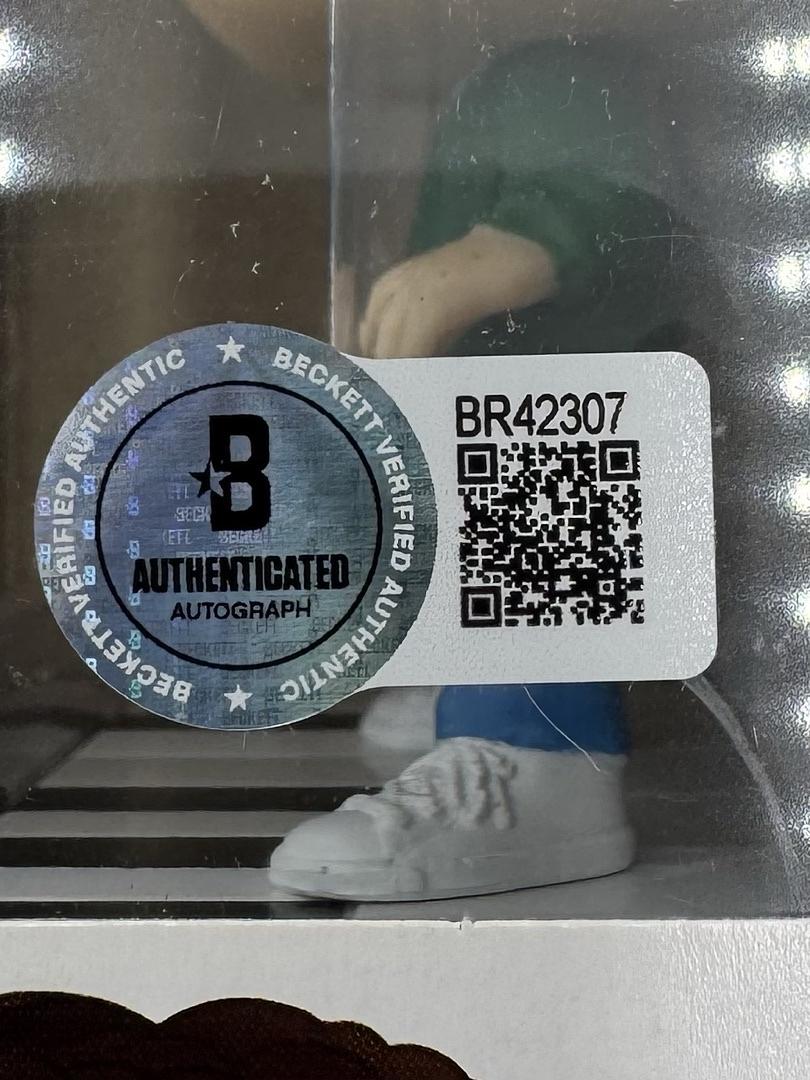 BECKETT VERIFIED AUTHENTIC
BECKETT VERIFIED AUTHENTIC
B
AUTHENTICATED
AUTOGRAPH
BR42307